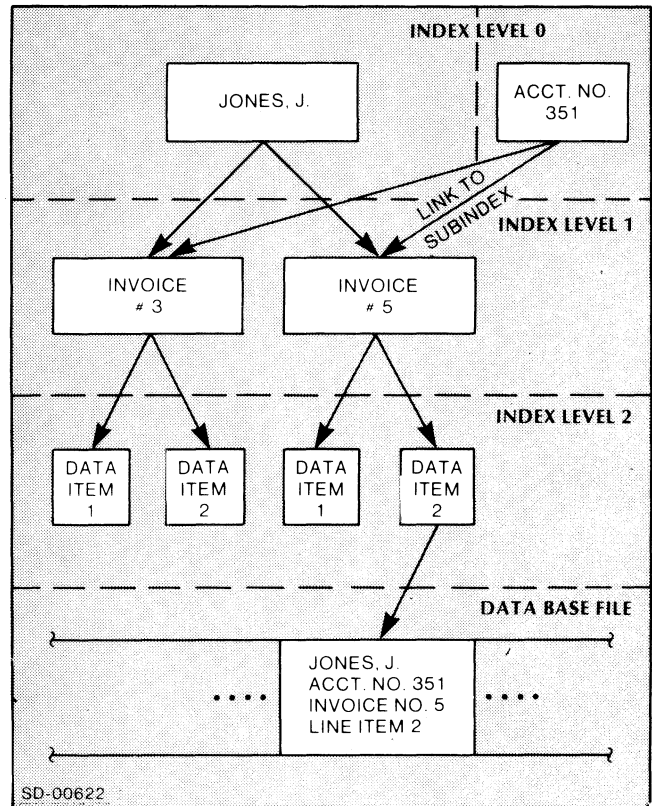 INDEX LEVEL 0
JONES, J.
ACCT. NO.
351
LINK TO
SUBINDEX
INDEX LEVEL 1
INVOICE
# 3
INVOICE
# 5
INDEX LEVEL 2
DATA
ITEM
1
DATA
ITEM
2
DATA
ITEM
1
DATA
ITEM
2
DATA BASE FILE
JONES, J.
ACCT. NO. 351
INVOICE NO. 5
LINE ITEM 2
SD-00622